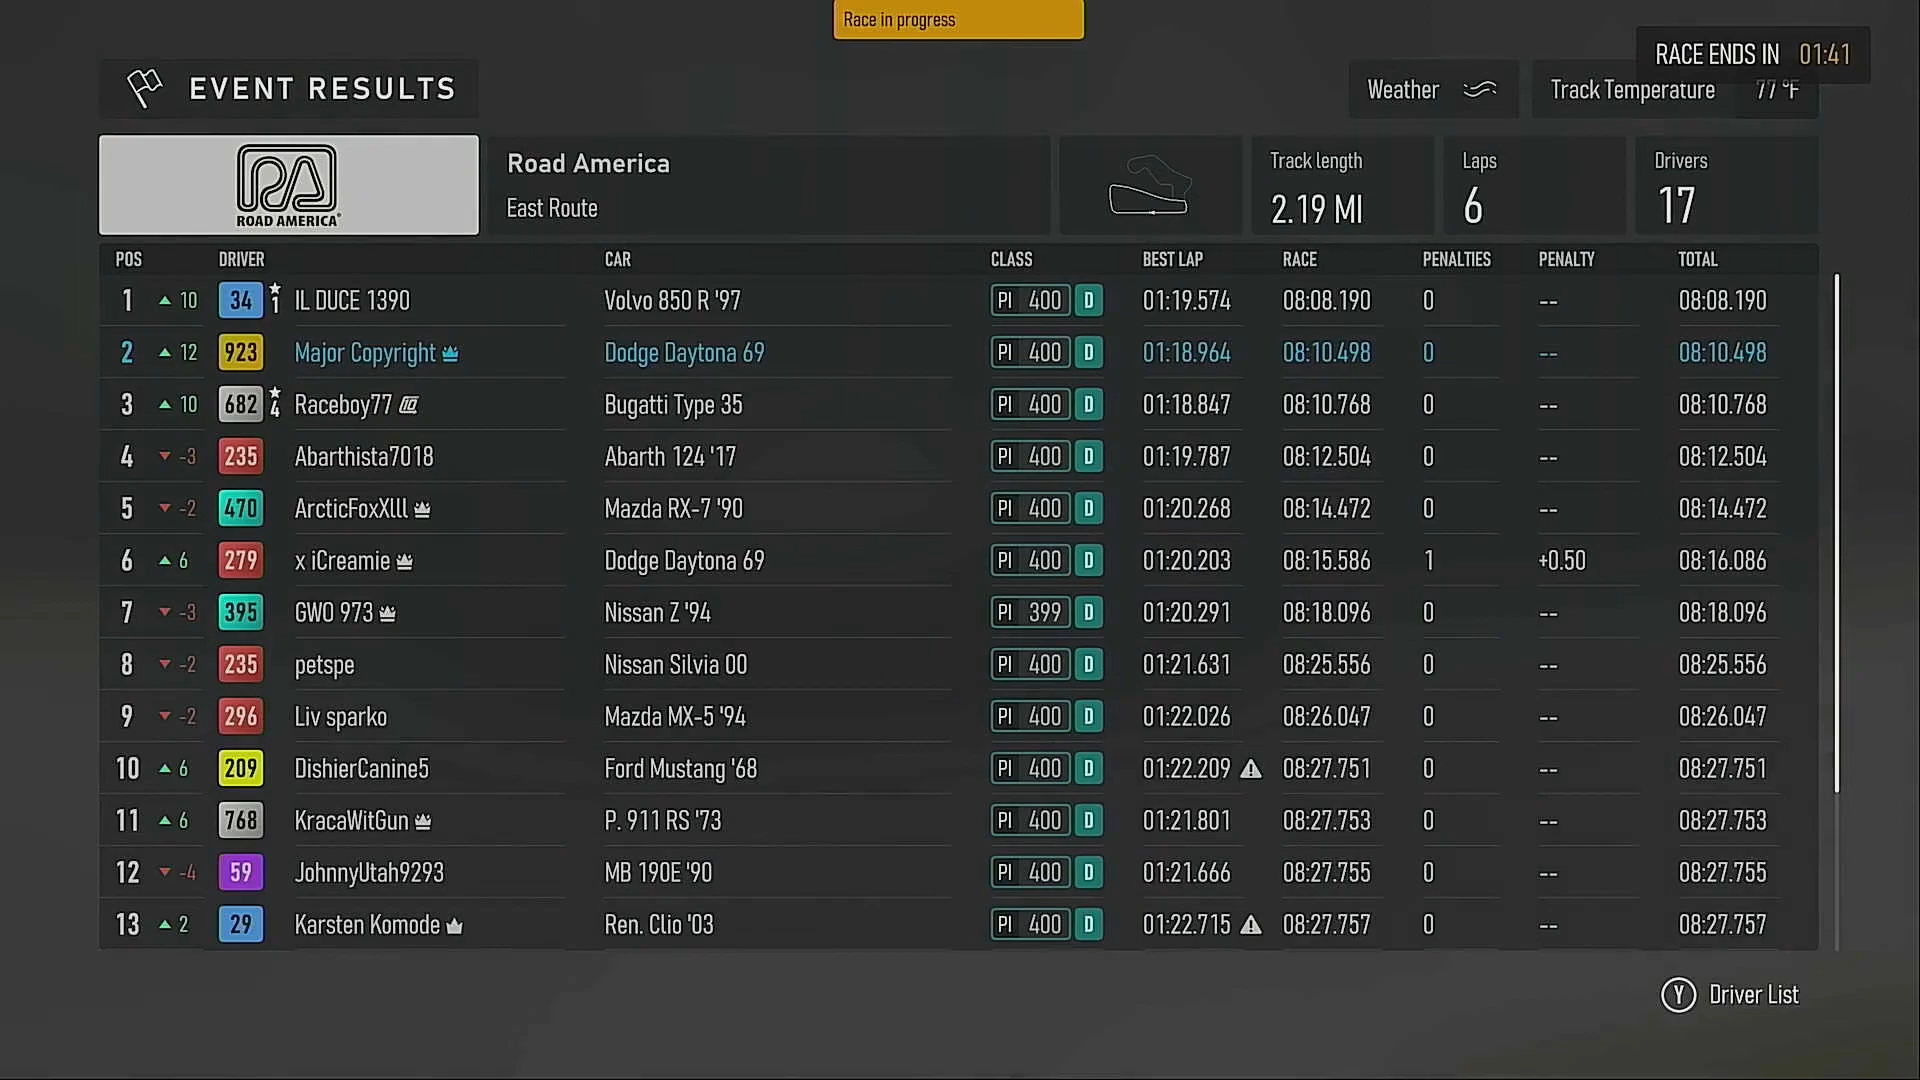 Race in progress
RACE ENDS IN 01:41
EVENT RESULTS
Weather
Track Temperature 77 °F
ROAD AMERICA®
Road America
East Route
Track length
2.19 MI
Laps
6
Drivers
17
POS DRIVER CAR CLASS BEST LAP RACE PENALTIES PENALTY TOTAL
1 10 34 1 IL DUCE 1390 Volvo 850 R '97 PI 400 D 01:19.574 08:08.190 0 -- 08:08.190
2 12 923 Major Copyright Dodge Daytona 69 PI 400 D 01:18.964 08:10.498 0 -- 08:10.498
3 10 682 4 Raceboy77 Bugatti Type 35 PI 400 D 01:18.847 08:10.768 0 -- 08:10.768
4 -3 235 Abarthista7018 Abarth 124 '17 PI 400 D 01:19.787 08:12.504 0 -- 08:12.504
5 -2 470 ArcticFoxXlll Mazda RX-7 '90 PI 400 D 01:20.268 08:14.472 0 -- 08:14.472
6 6 279 x iCreamie Dodge Daytona 69 PI 400 D 01:20.203 08:15.586 1 +0.50 08:16.086
7 -3 395 GWO 973 Nissan Z '94 PI 399 D 01:20.291 08:18.096 0 -- 08:18.096
8 -2 235 petspe Nissan Silvia 00 PI 400 D 01:21.631 08:25.556 0 -- 08:25.556
9 -2 296 Liv sparko Mazda MX-5 '94 PI 400 D 01:22.026 08:26.047 0 -- 08:26.047
10 6 209 DishierCanine5 Ford Mustang '68 PI 400 D 01:22.209 08:27.751 0 -- 08:27.751
11 6 768 KracaWitGun P. 911 RS '73 PI 400 D 01:21.801 08:27.753 0 -- 08:27.753
12 -4 59 JohnnyUtah9293 MB 190E '90 PI 400 D 01:21.666 08:27.755 0 -- 08:27.755
13 2 29 Karsten Komode Ren. Clio '03 PI 400 D 01:22.715 08:27.757 0 -- 08:27.757
Y Driver List